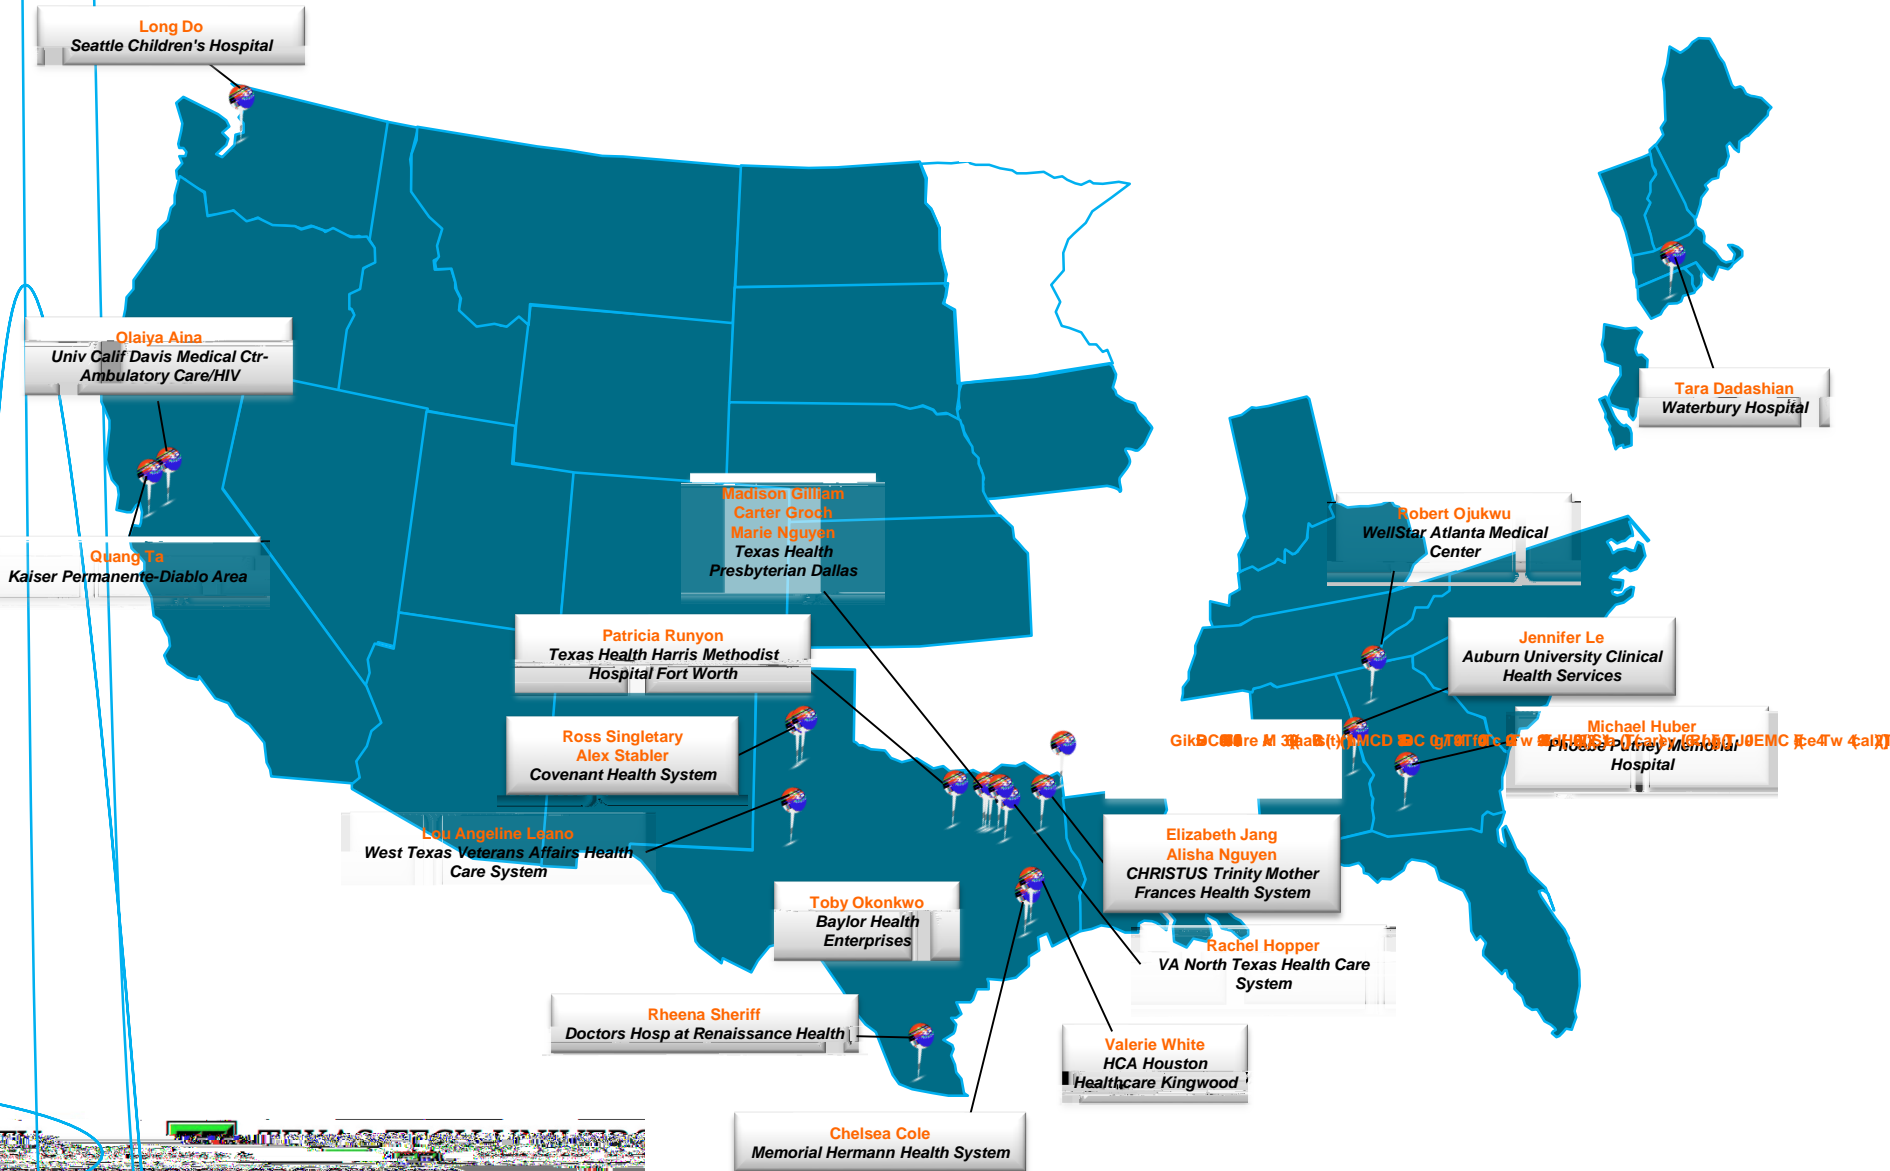 Long Do
Seattle Children's Hospital
Olaiya Aina
Univ Calif Davis Medical Ctr-
Ambulatory Care/HIV
Tara Dadashian
Waterbury Hospital
Quang Ta
Kaiser Permanente-Diablo Area
Madison Gilliam
Carter Groch
Marie Nguyen
Texas Health
Presbyterian Dallas
Robert Ojukwu
WellStar Atlanta Medical
Center
Patricia Runyon
Texas Health Harris Methodist
Hospital Fort Worth
Jennifer Le
Auburn University Clinical
Health Services
Ross Singletary
Alex Stabler
Covenant Health System
Michael Huber
Phoebe Putney Memorial
Hospital
Lou Angeline Leano
West Texas Veterans Affairs Health
Care System
Elizabeth Jang
Alisha Nguyen
CHRISTUS Trinity Mother
Frances Health System
Toby Okonkwo
Baylor Health
Enterprises
Rachel Hopper
VA North Texas Health Care
System
Rheena Sheriff
Doctors Hosp at Renaissance Health
Valerie White
HCA Houston
Healthcare Kingwood
Chelsea Cole
Memorial Hermann Health System
TEXAS TECH